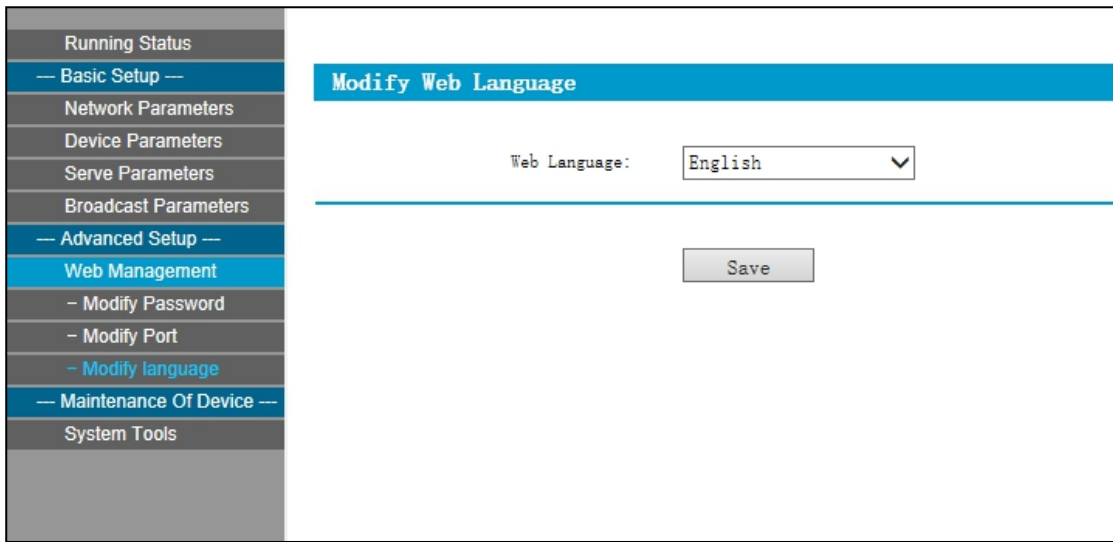 Running Status
--- Basic Setup ---
Network Parameters
Device Parameters
Serve Parameters
Broadcast Parameters
--- Advanced Setup ---
Web Management
- Modify Password
- Modify Port
- Modify language
--- Maintenance Of Device ---
System Tools
Modify Web Language
Web Language: English
Save